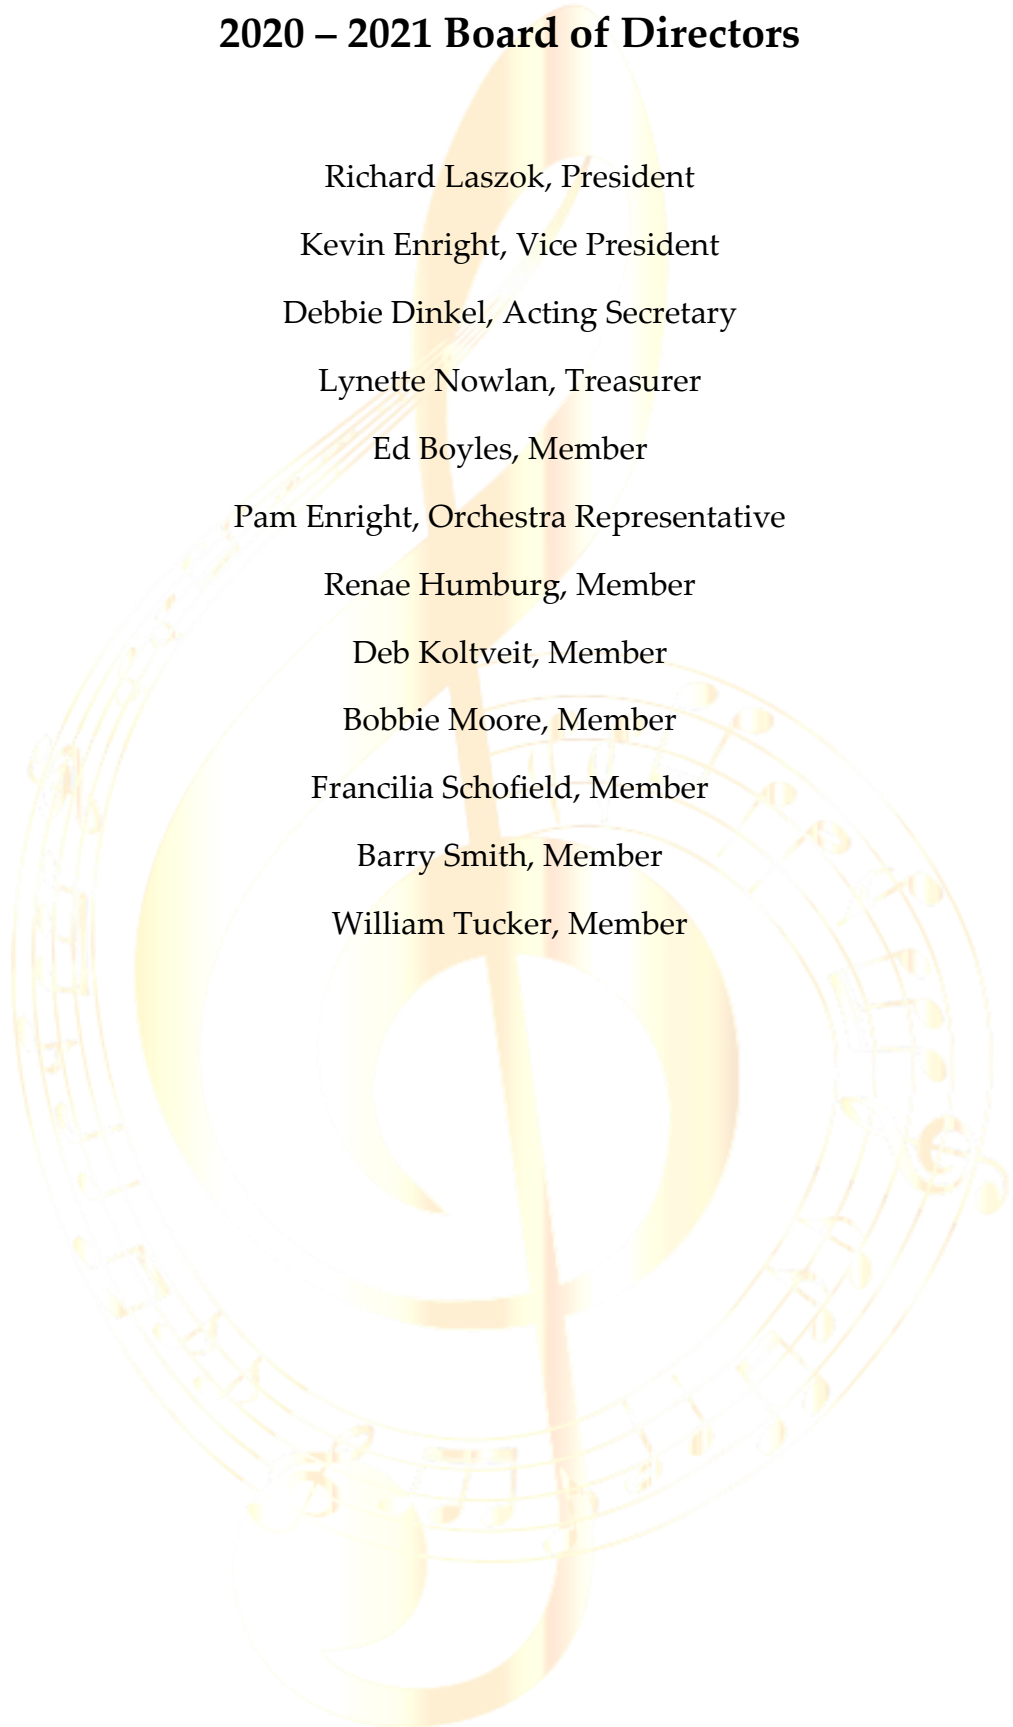 2020 – 2021 Board of Directors
Richard Laszok, President
Kevin Enright, Vice President
Debbie Dinkel, Acting Secretary
Lynette Nowlan, Treasurer
Ed Boyles, Member
Pam Enright, Orchestra Representative
Renae Humburg, Member
Deb Koltveit, Member
Bobbie Moore, Member
Francilia Schofield, Member
Barry Smith, Member
William Tucker, Member